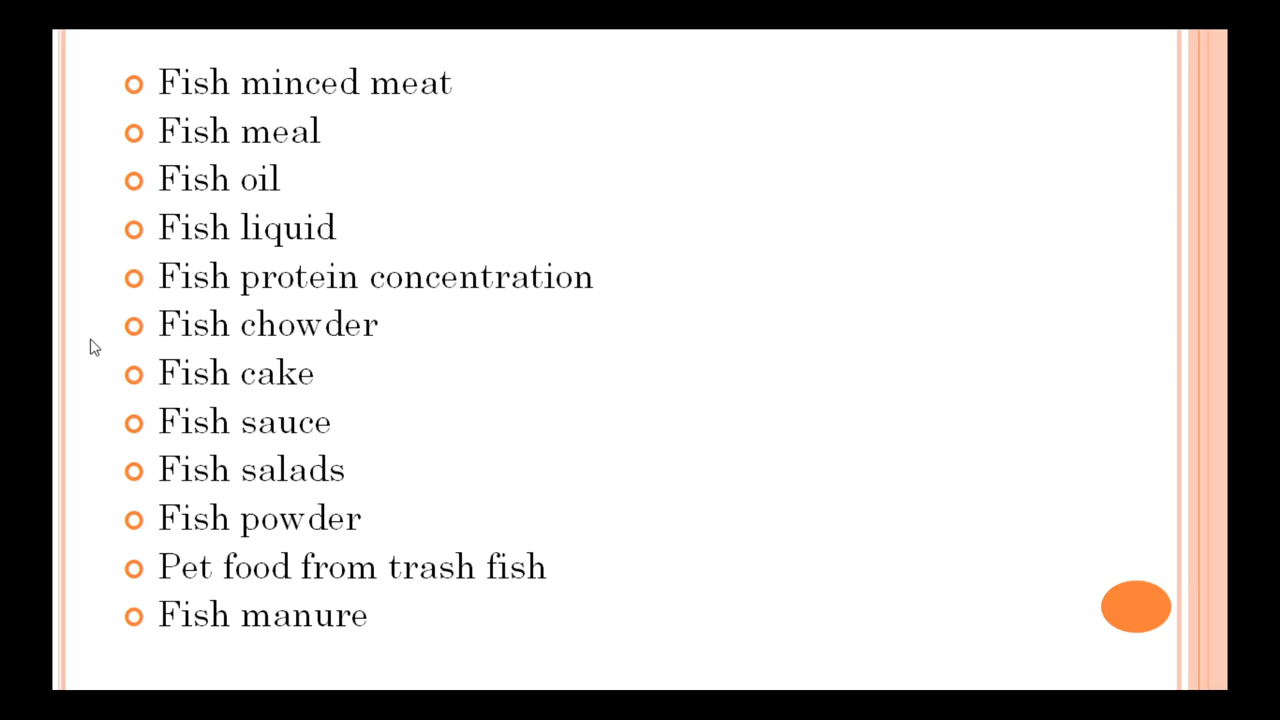 Fish minced meat
Fish meal
Fish oil
Fish liquid
Fish protein concentration
Fish chowder
Fish cake
Fish sauce
Fish salads
Fish powder
Pet food from trash fish
Fish manure